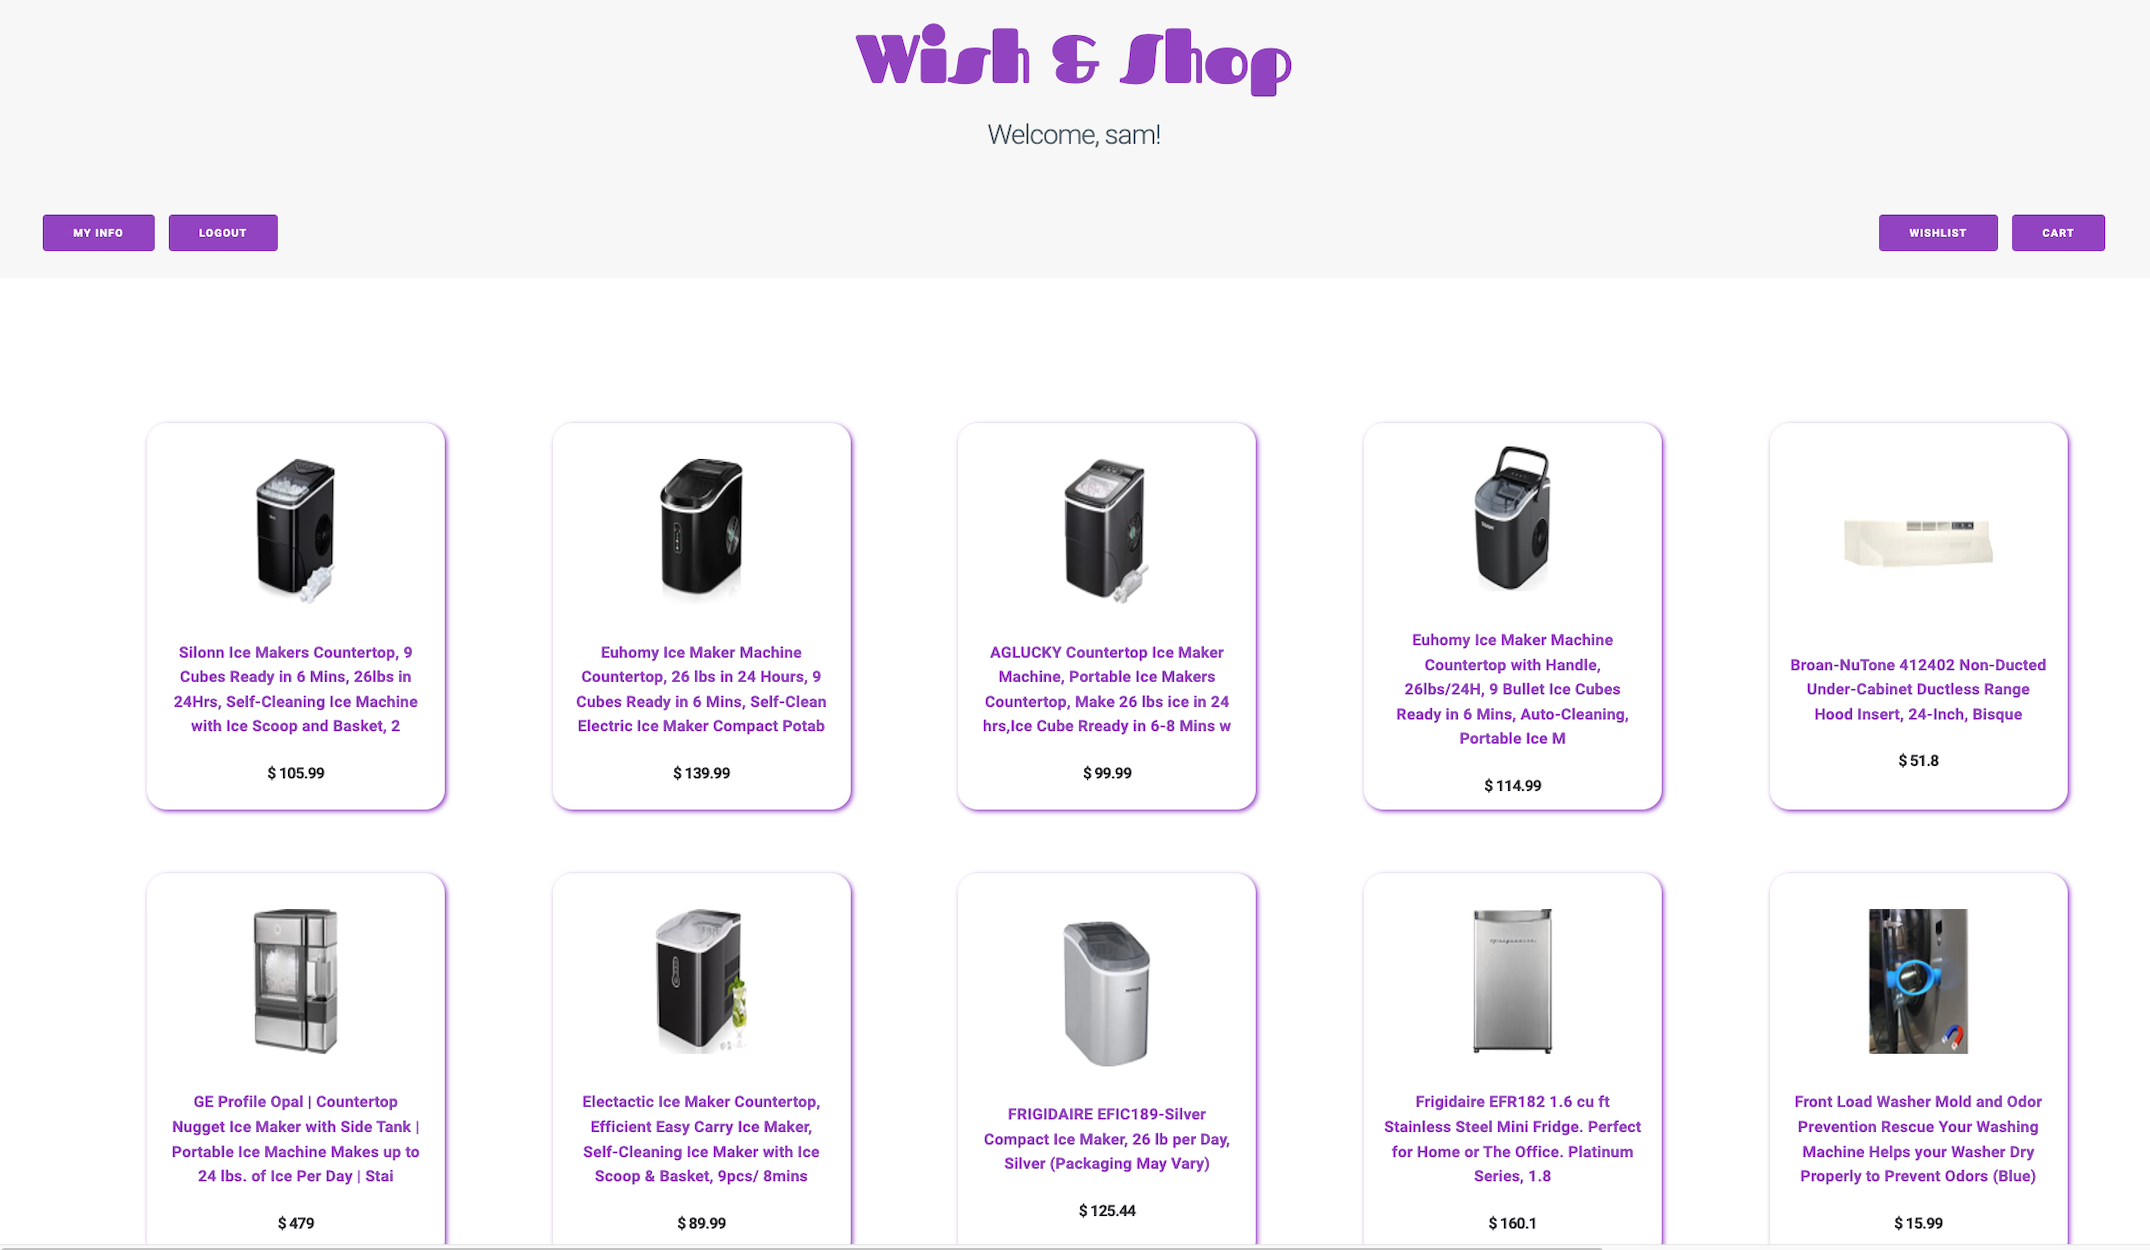 Wish & Shop
Welcome, sam!
MY INFO
LOGOUT
WISHLIST
CART
Silonn Ice Makers Countertop, 9
Cubes Ready in 6 Mins, 26lbs in
24Hrs, Self-Cleaning Ice Machine
with Ice Scoop and Basket, 2
$ 105.99
Euhomy Ice Maker Machine
Countertop, 26 lbs in 24 Hours, 9
Cubes Ready in 6 Mins, Self-Clean
Electric Ice Maker Compact Potab
$ 139.99
AGLUCKY Countertop Ice Maker
Machine, Portable Ice Makers
Countertop, Make 26 lbs ice in 24
hrs,Ice Cube Rready in 6-8 Mins w
$ 99.99
Euhomy Ice Maker Machine
Countertop with Handle,
26lbs/24H, 9 Bullet Ice Cubes
Ready in 6 Mins, Auto-Cleaning,
Portable Ice M
$ 114.99
Broan-NuTone 412402 Non-Ducted
Under-Cabinet Ductless Range
Hood Insert, 24-Inch, Bisque
$ 51.8
GE Profile Opal | Countertop
Nugget Ice Maker with Side Tank |
Portable Ice Machine Makes up to
24 lbs. of Ice Per Day | Stai
$ 479
Electactic Ice Maker Countertop,
Efficient Easy Carry Ice Maker,
Self-Cleaning Ice Maker with Ice
Scoop & Basket, 9pcs/ 8mins
$ 89.99
FRIGIDAIRE EFIC189-Silver
Compact Ice Maker, 26 lb per Day,
Silver (Packaging May Vary)
$ 125.44
Frigidaire EFR182 1.6 cu ft
Stainless Steel Mini Fridge. Perfect
for Home or The Office. Platinum
Series, 1.8
$ 160.1
Front Load Washer Mold and Odor
Prevention Rescue Your Washing
Machine Helps your Washer Dry
Properly to Prevent Odors (Blue)
$ 15.99